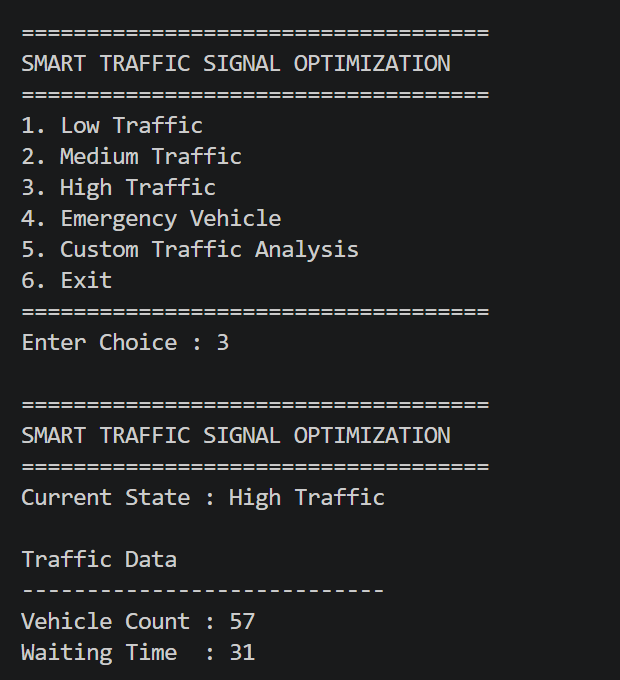 ====================================
SMART TRAFFIC SIGNAL OPTIMIZATION
====================================
1. Low Traffic
2. Medium Traffic
3. High Traffic
4. Emergency Vehicle
5. Custom Traffic Analysis
6. Exit
====================================
Enter Choice : 3

====================================
SMART TRAFFIC SIGNAL OPTIMIZATION
====================================
Current State : High Traffic

Traffic Data
----------------------------
Vehicle Count : 57
Waiting Time  : 31